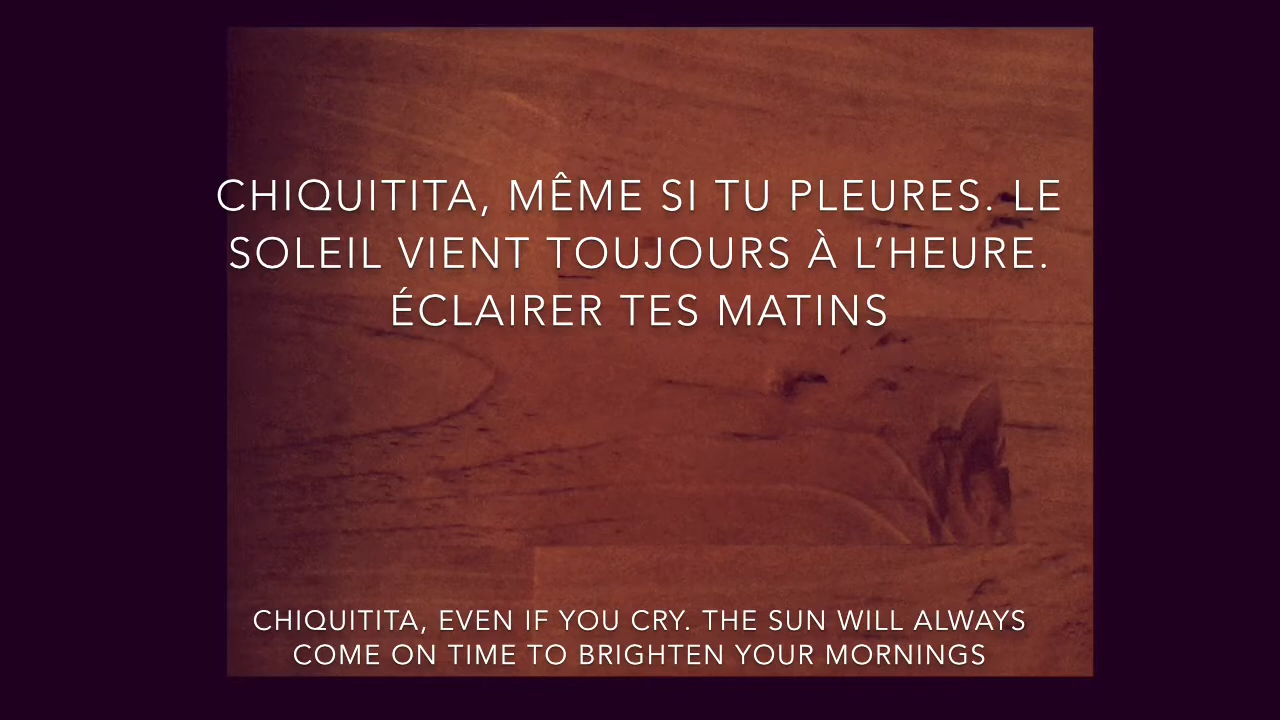 CHIQUITITA, MÊME SI TU PLEURES. LE
SOLEIL VIENT TOUJOURS À L’HEURE.
ÉCLAIRER TES MATINS
CHIQUITITA, EVEN IF YOU CRY. THE SUN WILL ALWAYS
COME ON TIME TO BRIGHTEN YOUR MORNINGS